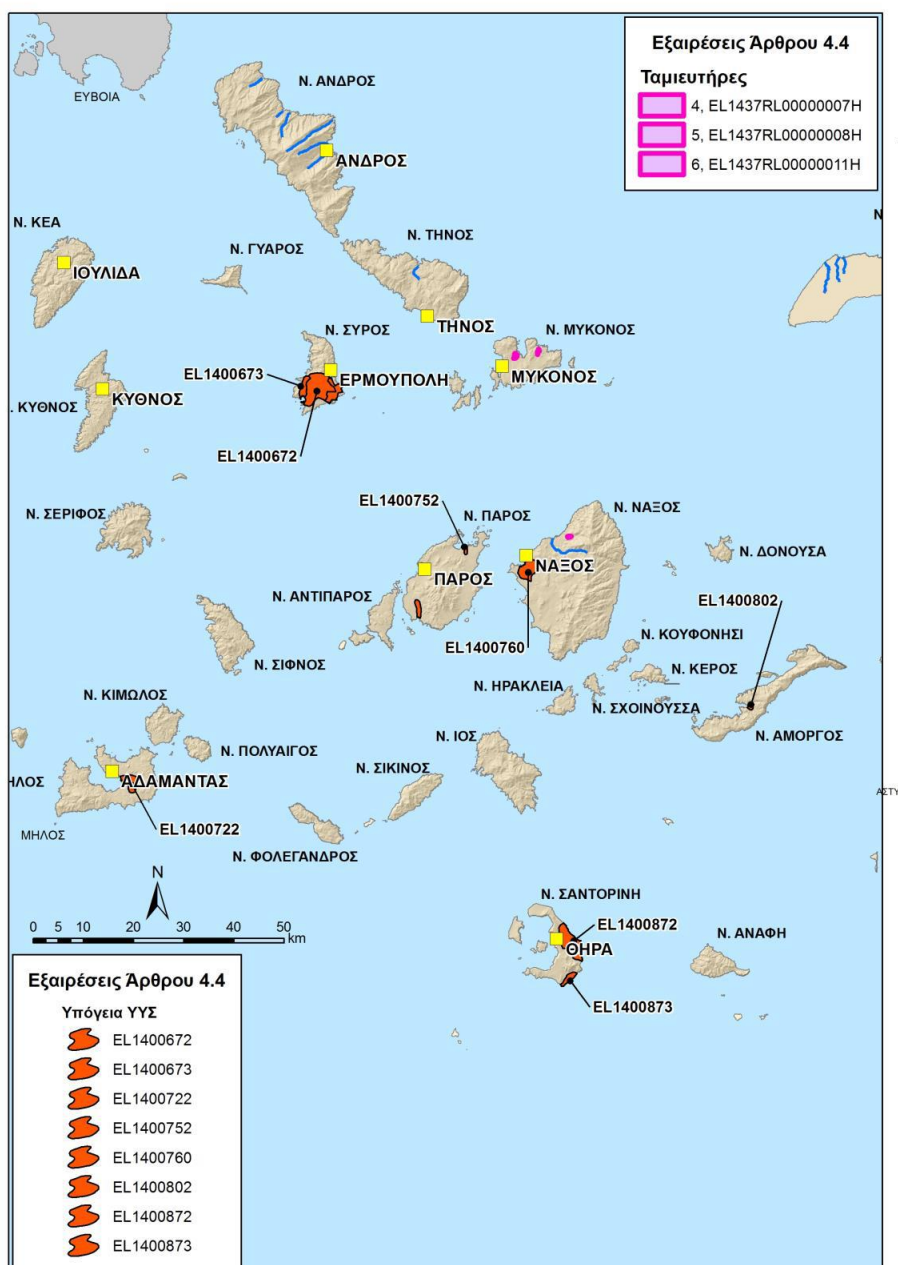 Εξαιρέσεις Άρθρου 4.4
Ταμιευτήρες
4, EL1437RL00000007H
5, EL1437RL00000008H
6, EL1437RL00000011H
ΕΥΒΟΙΑ
Ν. ΑΝΔΡΟΣ
ΑΝΔΡΟΣ
Ν. ΚΕΑ
ΙΟΥΛΙΔΑ
Ν. ΓΥΑΡΟΣ
Ν. ΤΗΝΟΣ
ΤΗΝΟΣ
Ν
Ν. ΣΥΡΟΣ
Ν. ΜΥΚΟΝΟΣ
EL1400673
ΕΡΜΟΥΠΟΛΗ
ΜΥΚΟΝΟΣ
ΚΥΘΝΟΣ
. ΚΥΘΝΟΣ
EL1400672
Ν. ΣΕΡΙΦΟΣ
EL1400752
Ν. ΠΑΡΟΣ
Ν. ΝΑΞΟΣ
Ν. ΔΟΝΟΥΣΑ
ΠΑΡΟΣ
ΝΑΞΟΣ
Ν. ΑΝΤΙΠΑΡΟΣ
EL1400802
EL1400760
Ν. ΚΟΥΦΟΝΗΣΙ
Ν. ΣΙΦΝΟΣ
Ν. ΚΕΡΟΣ
Ν. ΗΡΑΚΛΕΙΑ
Ν. ΣΧΟΙΝΟΥΣΣΑ
Ν. ΚΙΜΩΛΟΣ
Ν. ΑΜΟΡΓΟΣ
Ν. ΠΟΛΥΑΙΓΟΣ
Ν. ΙΟΣ
Ν. ΣΙΚΙΝΟΣ
ΗΛΟΣ
ΑΔΑΜΑΝΤΑΣ
ΑΣΤΥ
ΜΗΛΟΣ
EL1400722
Ν. ΦΟΛΕΓΑΝΔΡΟΣ
N
0 10 20 30 40 50
km
Ν. ΣΑΝΤΟΡΙΝΗ
EL1400872
ΘΗΡΑ
Ν. ΑΝΑΦΗ
EL1400873
Εξαιρέσεις Άρθρου 4.4
Υπόγεια ΥΥΣ
EL1400672
EL1400673
EL1400722
EL1400752
EL1400760
EL1400802
EL1400872
EL1400873